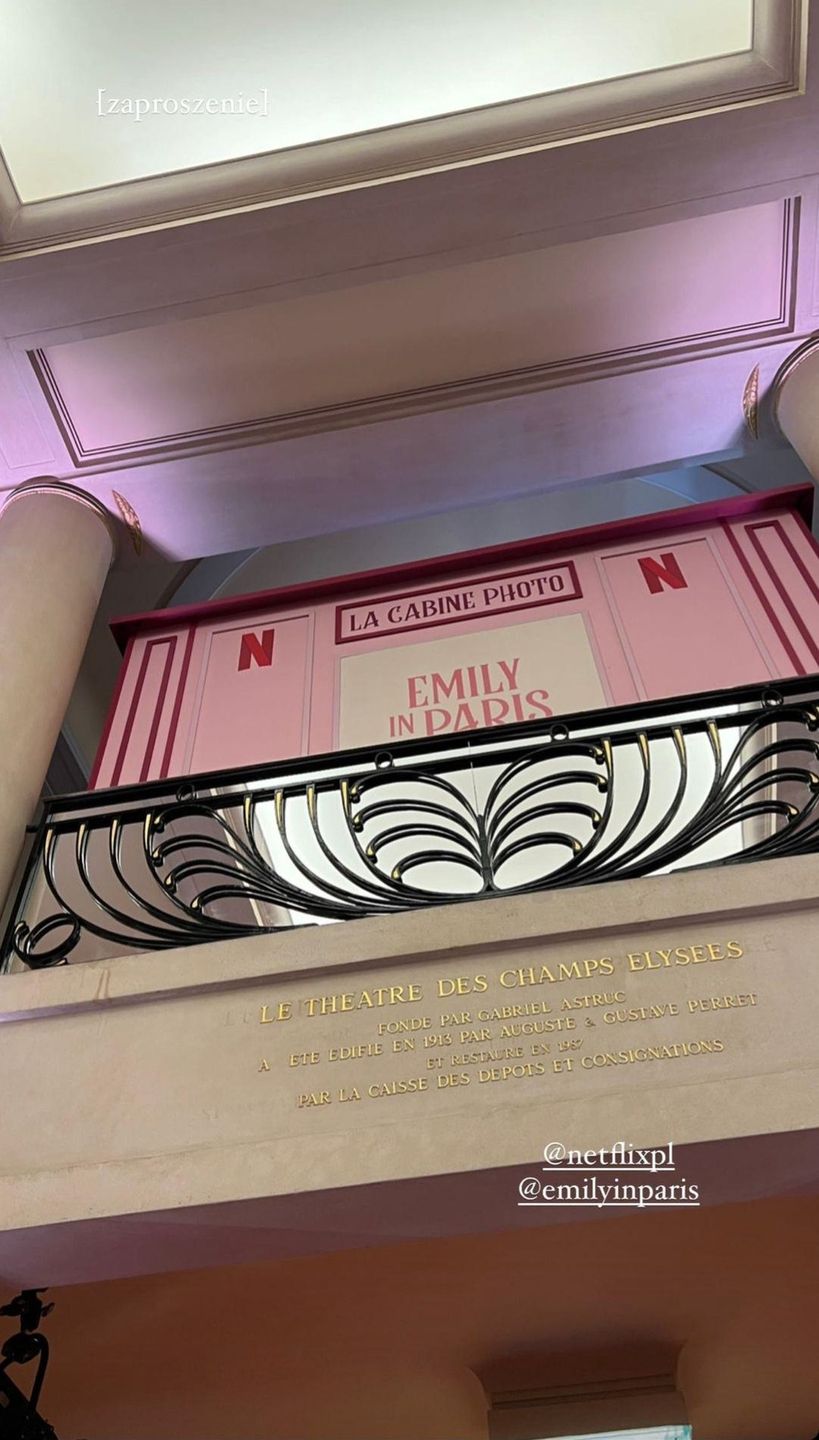 [zaproszenie]
LA CABINE PHOTO
N
N
EMILY
IN PARIS
LE THEATRE DES CHAMPS ELYSEES
FONDE PAR GABRIEL ASTRUC
A ETE EDIFIE EN 1913 PAR AUGUSTE & GUSTAVE PERRET
ET RESTAURE EN 1987
PAR LA CAISSE DES DEPOTS ET CONSIGNATIONS
@netflixpl
@emilyinparis